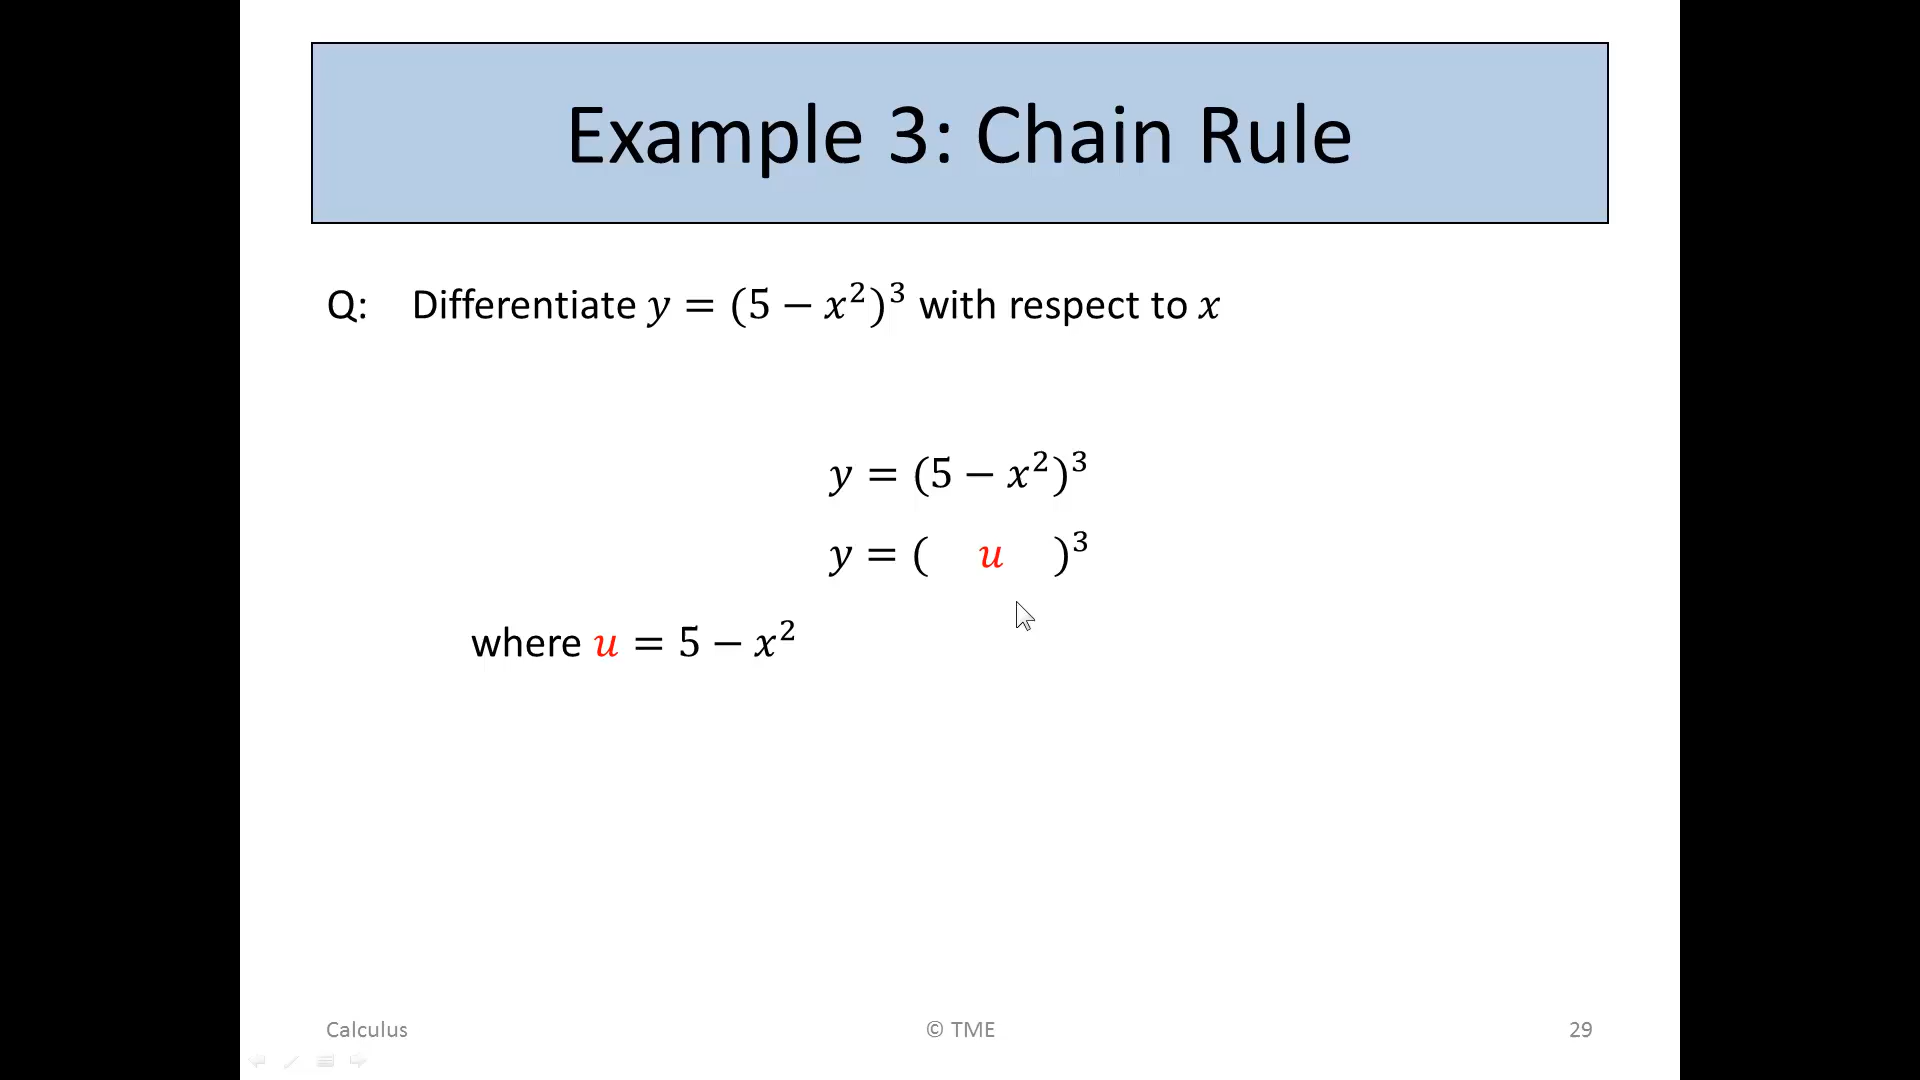 Example 3: Chain Rule
Q: Differentiate y = (5 − x²)³ with respect to x
y = (5 − x²)³
y = ( u )³
where u = 5 − x²
Calculus © TME 29